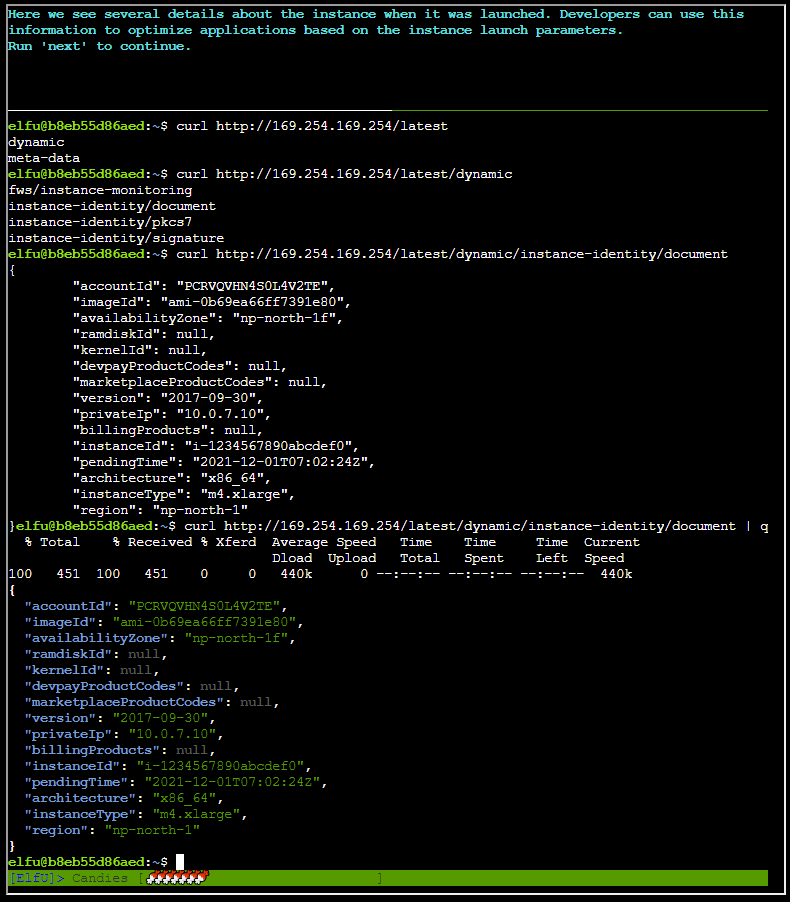 Here we see several details about the instance when it was launched. Developers can use this
information to optimize applications based on the instance launch parameters.
Run 'next' to continue.
elfu@b8eb55d86aed:~$ curl http://169.254.169.254/latest
dynamic
meta-data
elfu@b8eb55d86aed:~$ curl http://169.254.169.254/latest/dynamic
fws/instance-monitoring
instance-identity/document
instance-identity/pkcs7
instance-identity/signature
elfu@b8eb55d86aed:~$ curl http://169.254.169.254/latest/dynamic/instance-identity/document
{
        "accountId": "PCRVQVHN4S0L4V2TE",
        "imageId": "ami-0b69ea66ff7391e80",
        "availabilityZone": "np-north-1f",
        "ramdiskId": null,
        "kernelId": null,
        "devpayProductCodes": null,
        "marketplaceProductCodes": null,
        "version": "2017-09-30",
        "privateIp": "10.0.7.10",
        "billingProducts": null,
        "instanceId": "i-1234567890abcdef0",
        "pendingTime": "2021-12-01T07:02:24Z",
        "architecture": "x86_64",
        "instanceType": "m4.xlarge",
        "region": "np-north-1"
}elfu@b8eb55d86aed:~$ curl http://169.254.169.254/latest/dynamic/instance-identity/document | q
  % Total    % Received % Xferd  Average Speed   Time    Time     Time  Current
                                 Dload  Upload   Total   Spent    Left  Speed
100   451  100   451    0     0   440k      0 --:--:-- --:--:-- --:--:--  440k
{
  "accountId": "PCRVQVHN4S0L4V2TE",
  "imageId": "ami-0b69ea66ff7391e80",
  "availabilityZone": "np-north-1f",
  "ramdiskId": null,
  "kernelId": null,
  "devpayProductCodes": null,
  "marketplaceProductCodes": null,
  "version": "2017-09-30",
  "privateIp": "10.0.7.10",
  "billingProducts": null,
  "instanceId": "i-1234567890abcdef0",
  "pendingTime": "2021-12-01T07:02:24Z",
  "architecture": "x86_64",
  "instanceType": "m4.xlarge",
  "region": "np-north-1"
}
elfu@b8eb55d86aed:~$
[ElfU]> Candies [                    ]